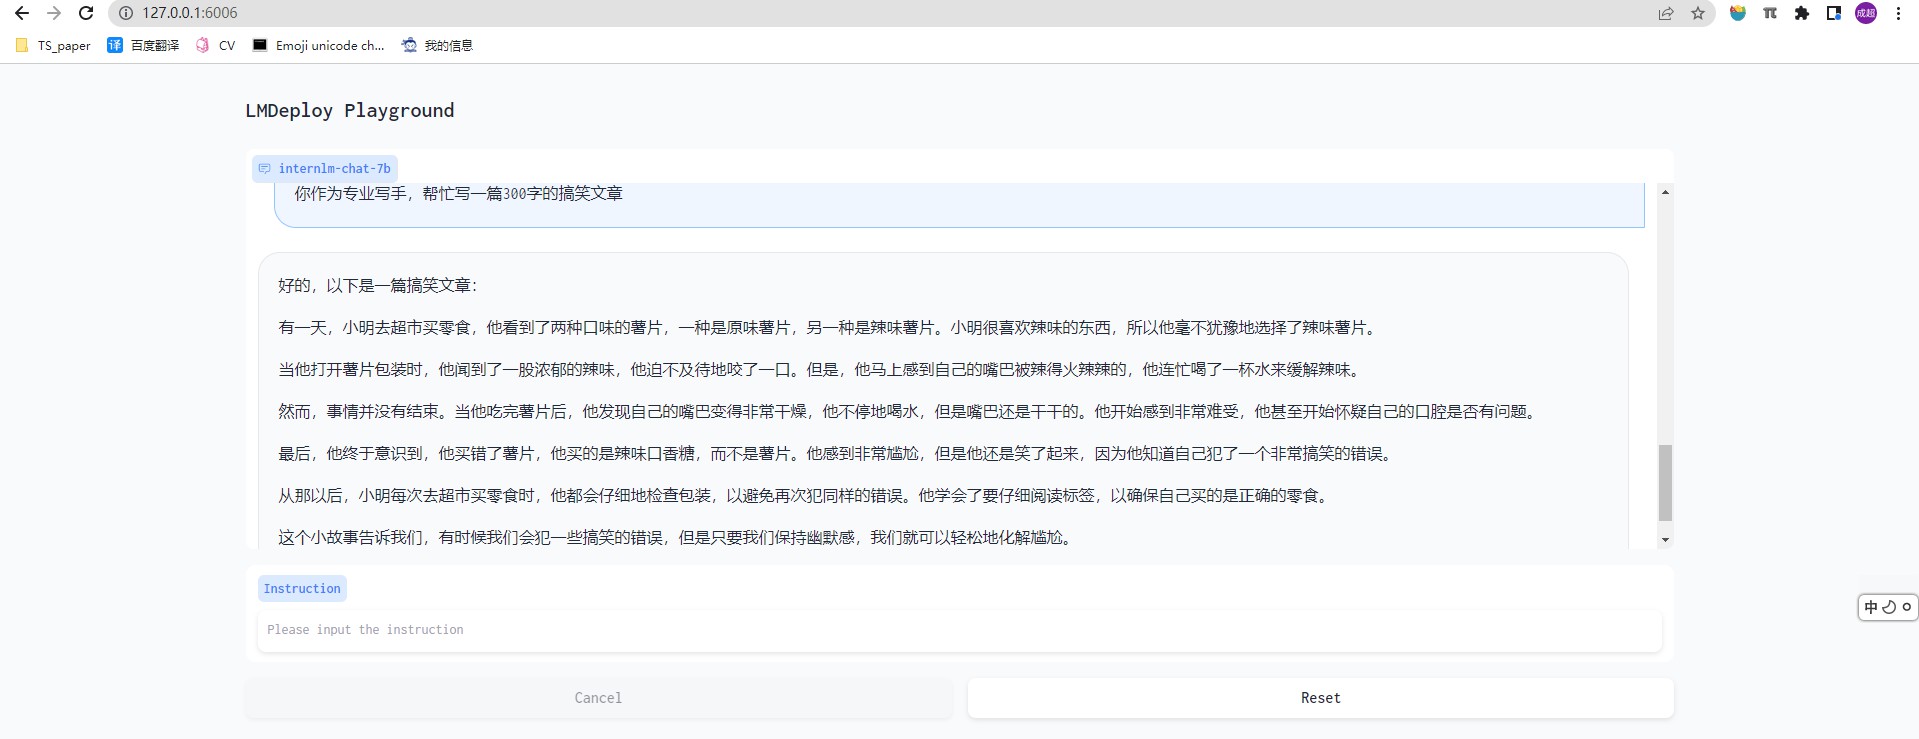 127.0.0.1:6006
成超
TS_paper 译 百度翻译 CV Emoji unicode ch... 我的信息
LMDeploy Playground
internlm-chat-7b
你作为专业写手，帮忙写一篇300字的搞笑文章
好的，以下是一篇搞笑文章：
有一天，小明去超市买零食，他看到了两种口味的薯片，一种是原味薯片，另一种是辣味薯片。小明很喜欢辣味的东西，所以他毫不犹豫地选择了辣味薯片。
当他打开薯片包装时，他闻到了一股浓郁的辣味，他迫不及待地咬了一口。但是，他马上感到自己的嘴巴被辣得火辣辣的，他连忙喝了一杯水来缓解辣味。
然而，事情并没有结束。当他吃完薯片后，他发现自己的嘴巴变得非常干燥，他不停地喝水，但是嘴巴还是干干的。他开始感到非常难受，他甚至开始怀疑自己的口腔是否有问题。
最后，他终于意识到，他买错了薯片，他买的是辣味口香糖，而不是薯片。他感到非常尴尬，但是他还是笑了起来，因为他知道自己犯了一个非常搞笑的错误。
从那以后，小明每次去超市买零食时，他都会仔细地检查包装，以避免再次犯同样的错误。他学会了要仔细阅读标签，以确保自己买的是正确的零食。
这个小故事告诉我们，有时候我们会犯一些搞笑的错误，但是只要我们保持幽默感，我们就可以轻松地化解尴尬。
Instruction
中
Please input the instruction
Cancel
Reset